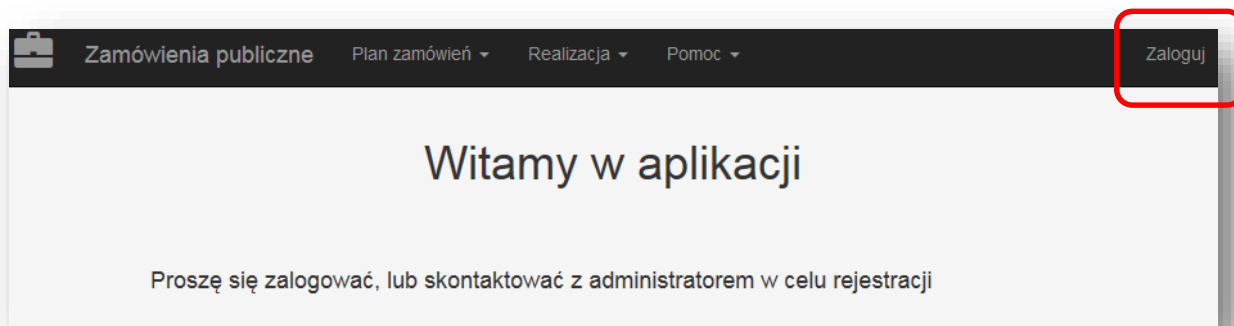 Zamówienia publiczne Plan zamówień Realizacja Pomoc Zaloguj
Witamy w aplikacji
Proszę się zalogować, lub skontaktować z administratorem w celu rejestracji